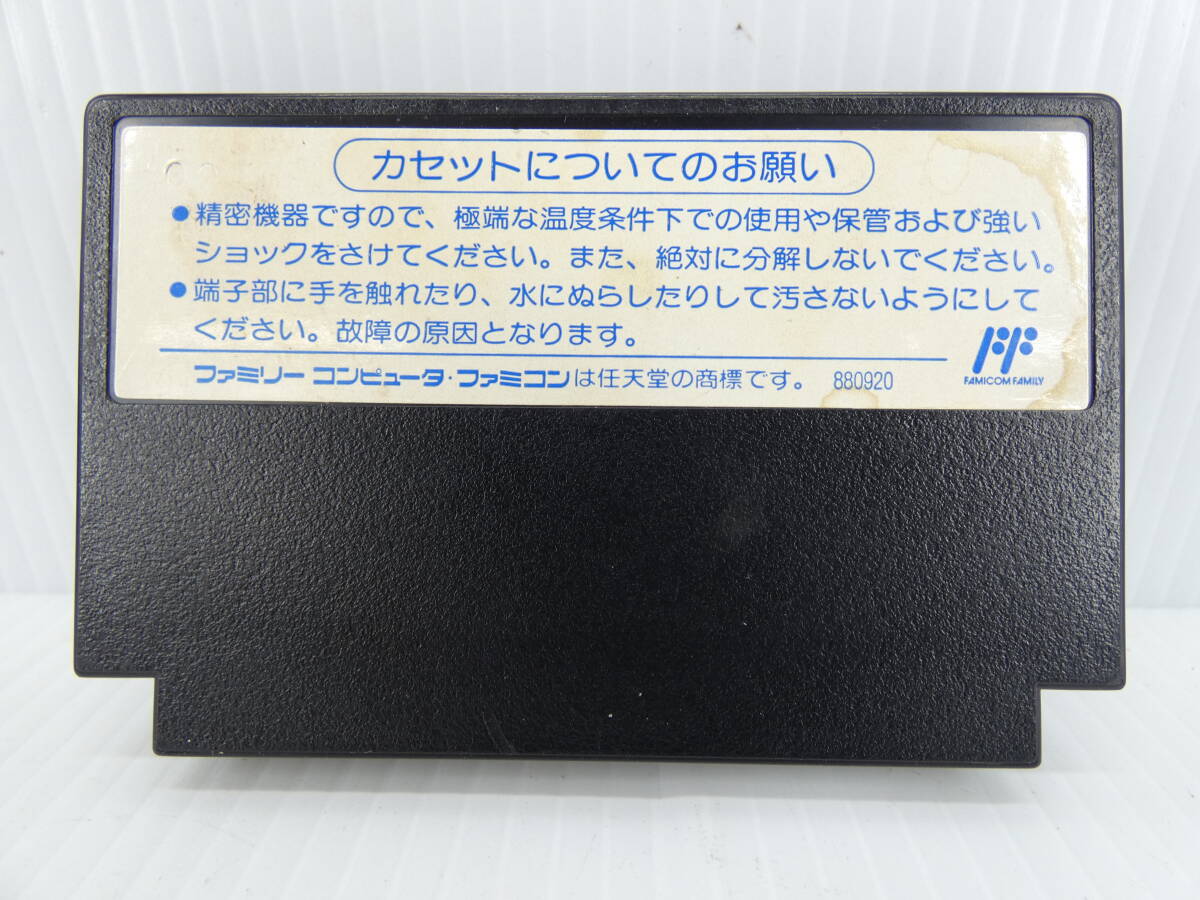 カセットについてのお願い
●精密機器ですので、極端な温度条件下での使用や保管および強い
ショックをさけてください。また、絶対に分解しないでください。
●端子部に手を触れたり、水にぬらしたりして汚さないようにして
ください。故障の原因となります。
ファミリー コンピュータ・ファミコンは任天堂の商標です。 880920
FAMICOM FAMILY